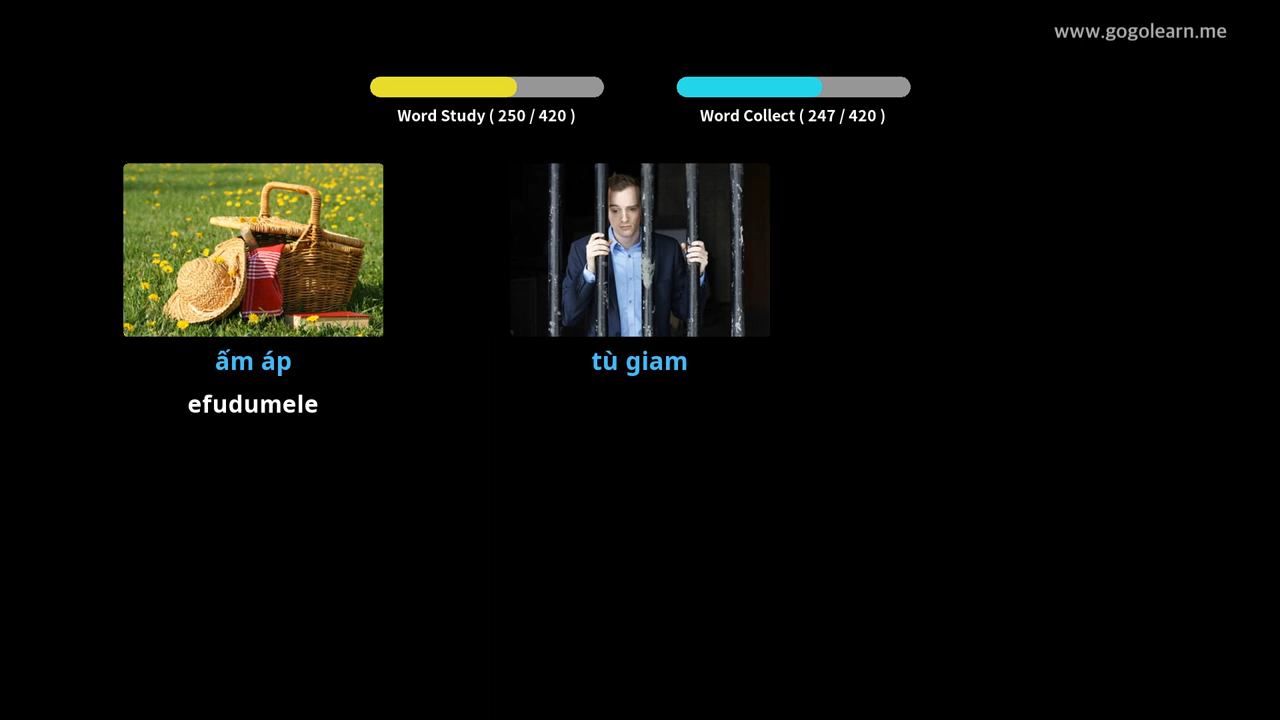 www.gogolearn.me
Word Study ( 250 / 420 )
Word Collect ( 247 / 420 )
ấm áp
tù giam
efudumele